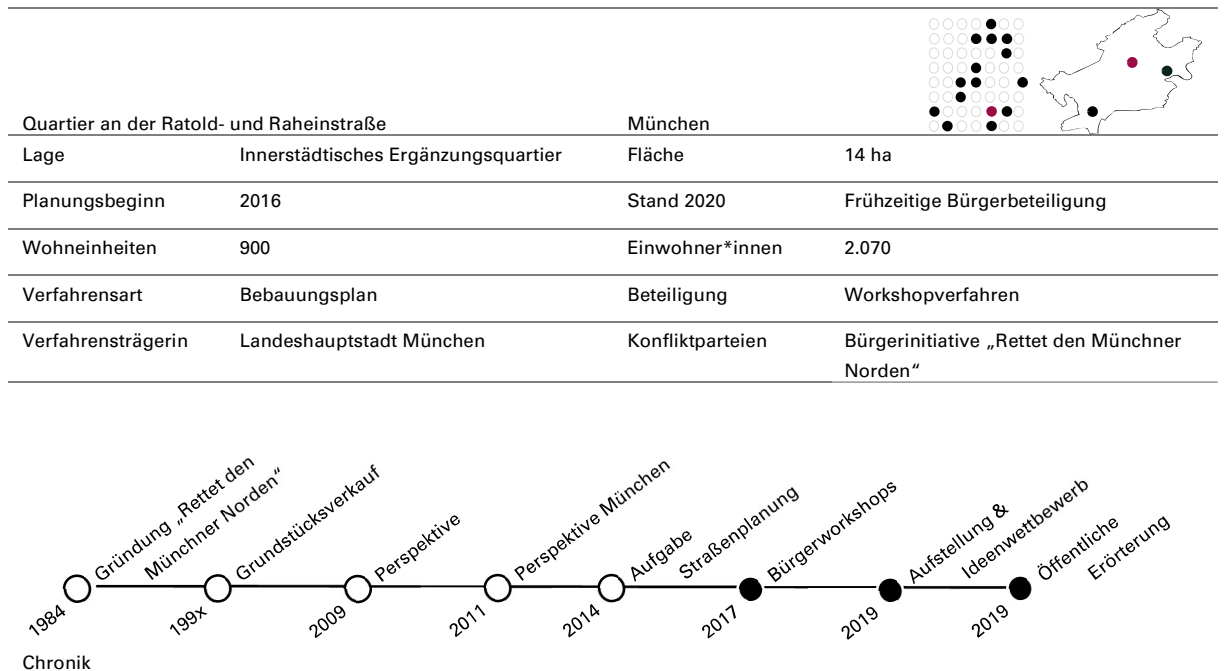 Quartier an der Ratold- und Raheinstraße München
Lage Innerstädtisches Ergänzungsquartier Fläche 14 ha
Planungsbeginn 2016 Stand 2020 Frühzeitige Bürgerbeteiligung
Wohneinheiten 900 Einwohner*innen 2.070
Verfahrensart Bebauungsplan Beteiligung Workshopverfahren
Verfahrensträgerin Landeshauptstadt München Konfliktparteien Bürgerinitiative „Rettet den Münchner
Norden“
Gründung „Rettet den
Münchner Norden“
Grundstücksverkauf
Perspektive
Perspektive München
Aufgabe
Straßenplanung
Bürgerworkshops
Aufstellung &
Ideenwettbewerb
Öffentliche
Erörterung
1984
199x
2009
2011
2014
2017
2019
2019
Chronik